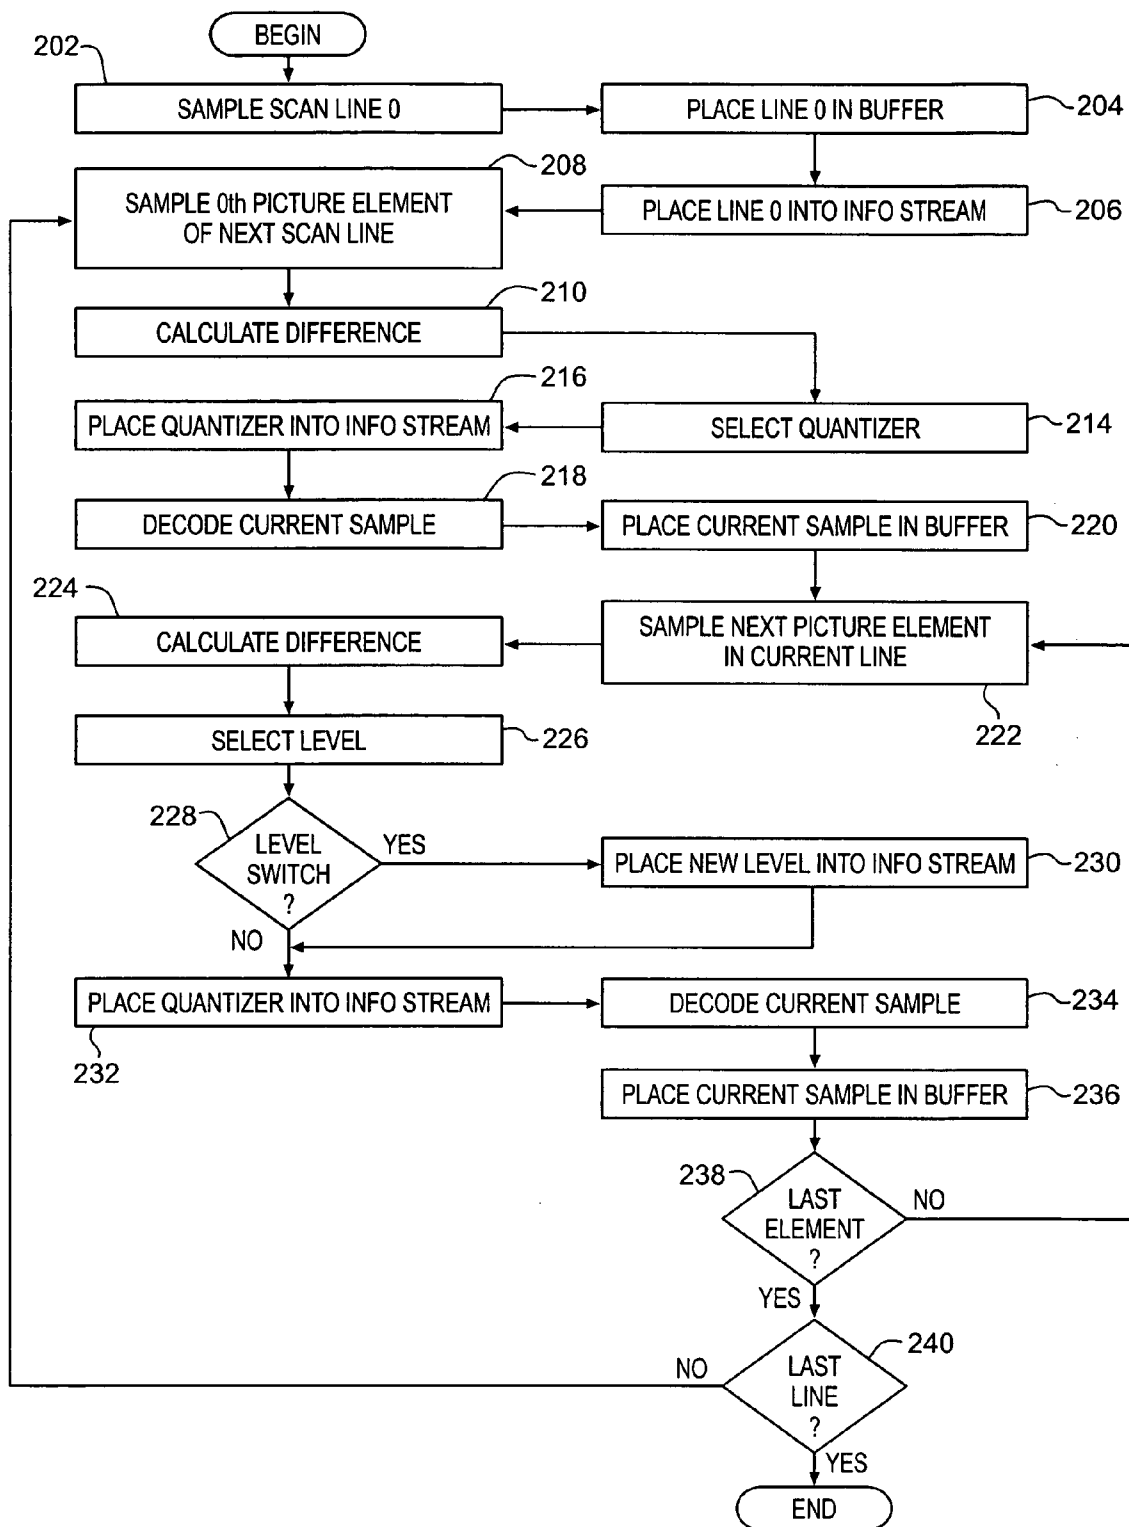 BEGIN
202
SAMPLE SCAN LINE 0
PLACE LINE 0 IN BUFFER
204
208
SAMPLE 0th PICTURE ELEMENT
OF NEXT SCAN LINE
PLACE LINE 0 INTO INFO STREAM
206
210
CALCULATE DIFFERENCE
216
PLACE QUANTIZER INTO INFO STREAM
SELECT QUANTIZER
214
218
DECODE CURRENT SAMPLE
PLACE CURRENT SAMPLE IN BUFFER
220
224
CALCULATE DIFFERENCE
SAMPLE NEXT PICTURE ELEMENT
IN CURRENT LINE
222
SELECT LEVEL
226
228
LEVEL
SWITCH
?
YES
PLACE NEW LEVEL INTO INFO STREAM
230
NO
PLACE QUANTIZER INTO INFO STREAM
232
DECODE CURRENT SAMPLE
234
PLACE CURRENT SAMPLE IN BUFFER
236
238
LAST
ELEMENT
?
NO
YES
240
NO
LAST
LINE
?
YES
END